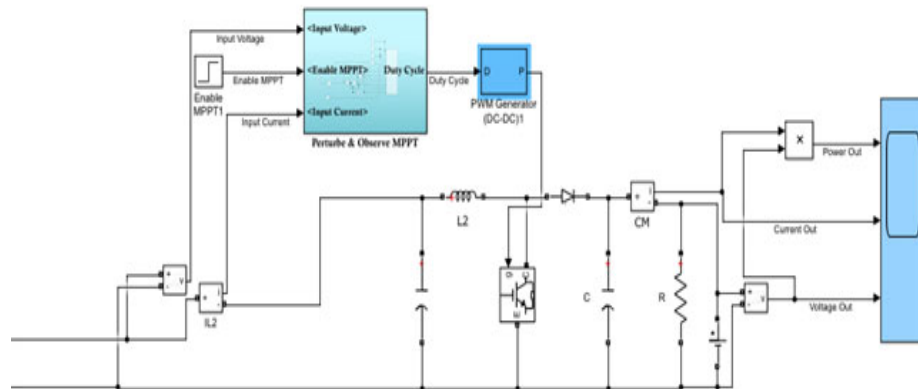 <Input Voltage>
Input Voltage
<Enable MPPT>
Duty Cycle
Enable MPPT
Duty Cycle
D
P
Enable
MPPT1
PWM Generator
(DC-DC)1
Input Current
<Input Current>
Perturbe & Observe MPPT
x
Power Out
L2
+
i
-
CM
Current Out
+
-
v
+
i
-
IL2
g
C
E
C
R
+
+
-
v
Voltage Out